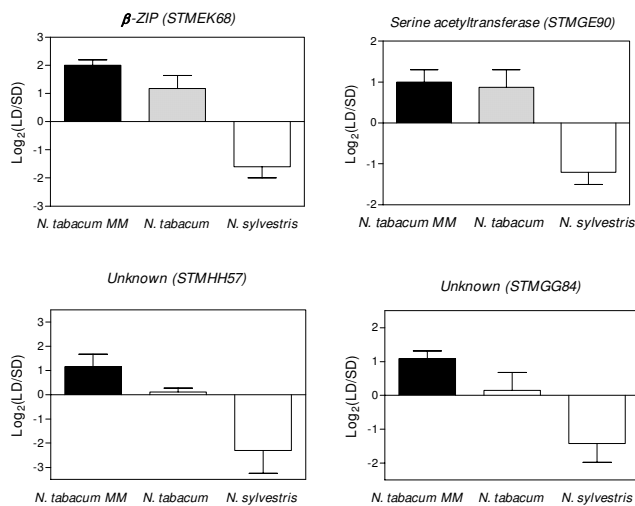 β-ZIP (STMEK68)
Log2(LD/SD)
3
2
1
0
-1
-2
-3
N. tabacum MM N. tabacum N. sylvestris
Serine acetyltransferase (STMGE90)
Log2(LD/SD)
2
1
0
-1
-2
N. tabacum MM N. tabacum N. sylvestris
Unknown (STMHH57)
Log2(LD/SD)
3
2
1
0
-1
-2
-3
N. tabacum MM N. tabacum N. sylvestris
Unknown (STMGG84)
Log2(LD/SD)
2
1
0
-1
-2
N. tabacum MM N. tabacum N. sylvestris